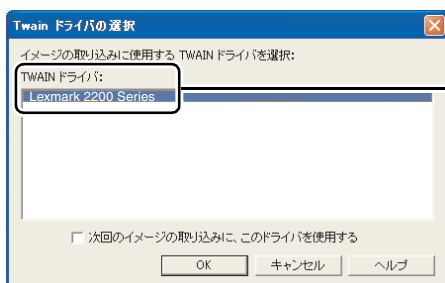 Twain ドライバの選択
イメージの取り込みに使用する TWAIN ドライバを選択:
TWAIN ドライバ:
Lexmark 2200 Series
次回のイメージの取り込みに、このドライバを使用する
OK キャンセル ヘルプ